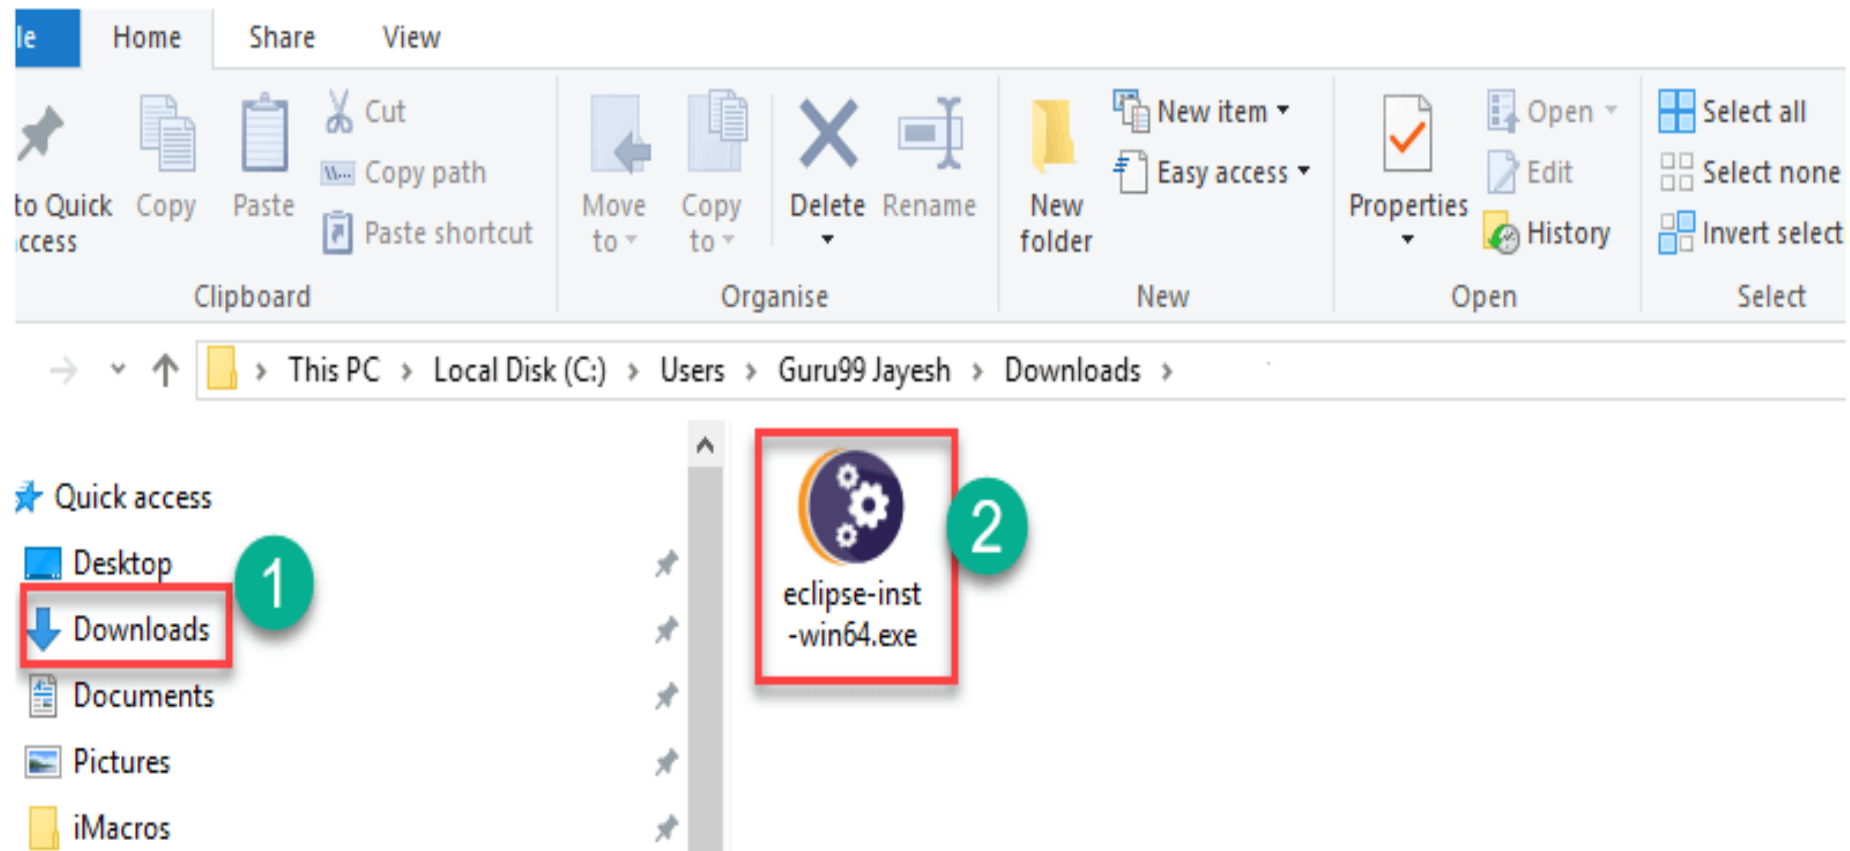 le Home Share View
Cut
New item
Open
Select all
Copy path
Easy access
Edit
Select none
to Quick
ccess
Copy
Paste
Paste shortcut
Move
to
Copy
to
Delete
Rename
New
folder
Properties
History
Invert select
Clipboard
Organise
New
Open
Select
This PC > Local Disk (C:) > Users > Guru99 Jayesh > Downloads >
Quick access
Desktop
1
Downloads
Documents
Pictures
iMacros
2
eclipse-inst
-win64.exe